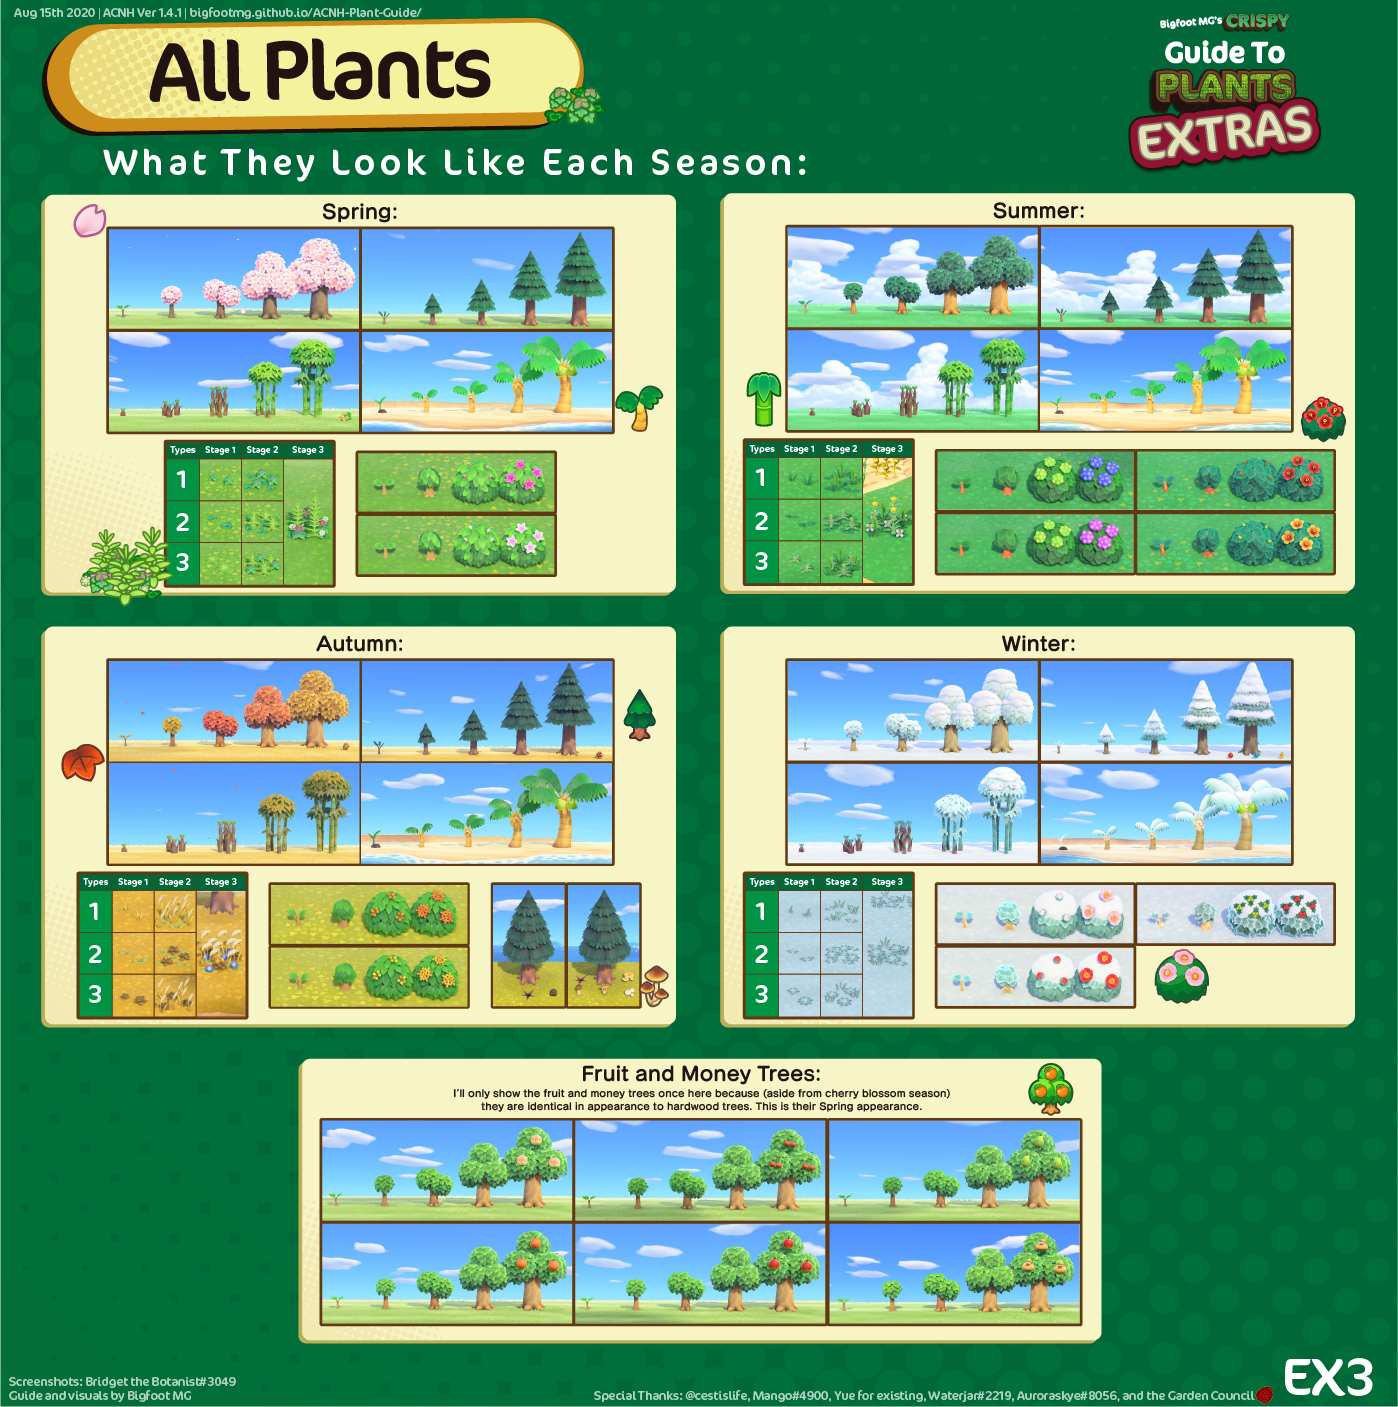 Aug 15th 2020 | ACNH Ver 1.4.1 | bigfootmg.github.io/ACNH-Plant-Guide/
All Plants
Bigfoot MG's CRISPY
Guide To
PLANTS
EXTRAS
What They Look Like Each Season:
Spring:
Types Stage 1 Stage 2 Stage 3
1
2
3
Summer:
Types Stage 1 Stage 2 Stage 3
1
2
3
Autumn:
Types Stage 1 Stage 2 Stage 3
1
2
3
Winter:
Types Stage 1 Stage 2 Stage 3
1
2
3
Fruit and Money Trees:
I'll only show the fruit and money trees once here because (aside from cherry blossom season)
they are identical in appearance to hardwood trees. This is their Spring appearance.
Screenshots: Bridget the Botanist#3049
Guide and visuals by Bigfoot MG
Special Thanks: @cestislife, Mango#4900, Yue for existing, Waterjar#2219, Auroraskye#8056, and the Garden Council
EX3